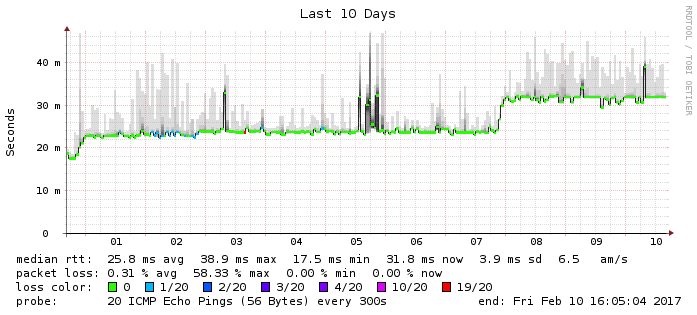 Last 10 Days
RRDTOOL / TOBI OETIKER
Seconds
40 m
30 m
20 m
10 m
0
01 02 03 04 05 06 07 08 09 10
median rtt: 25.8 ms avg 38.9 ms max 17.5 ms min 31.8 ms now 3.9 ms sd 6.5 am/s
packet loss: 0.31 % avg 58.33 % max 0.00 % min 0.00 % now
loss color: 0 1/20 2/20 3/20 4/20 10/20 19/20
probe: 20 ICMP Echo Pings (56 Bytes) every 300s end: Fri Feb 10 16:05:04 2017